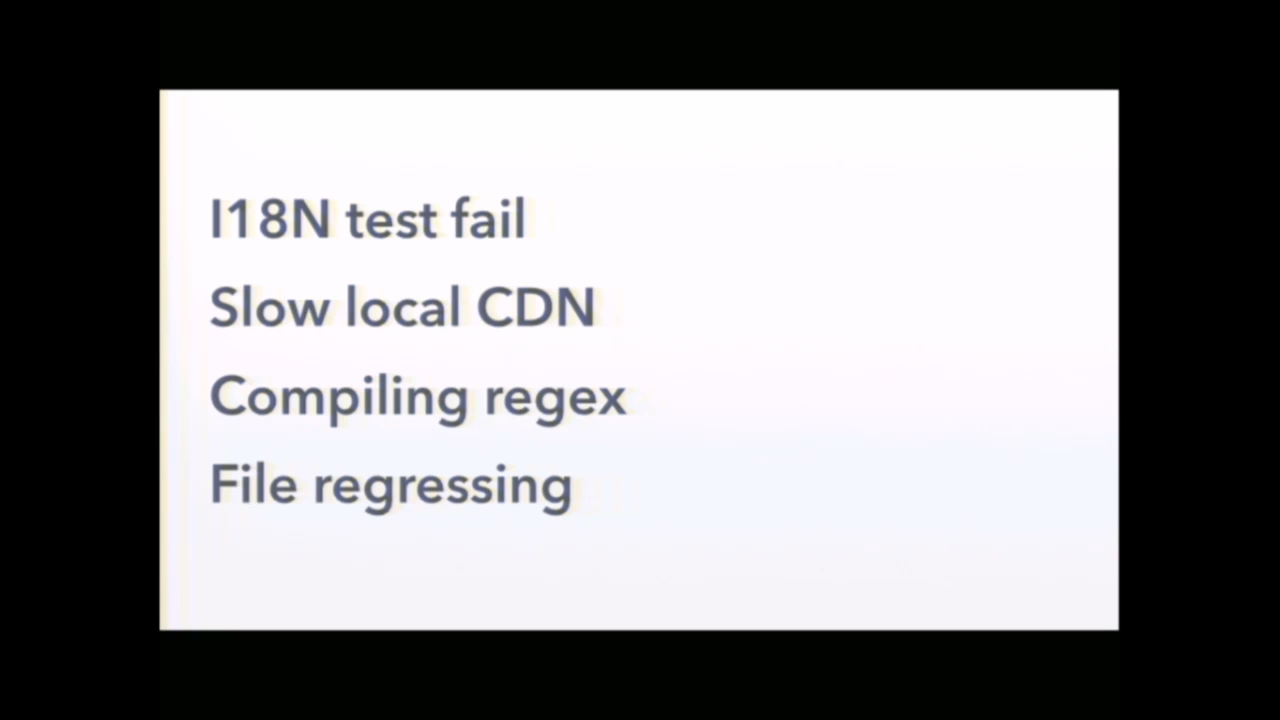 I18N test fail
Slow local CDN
Compiling regex
File regressing